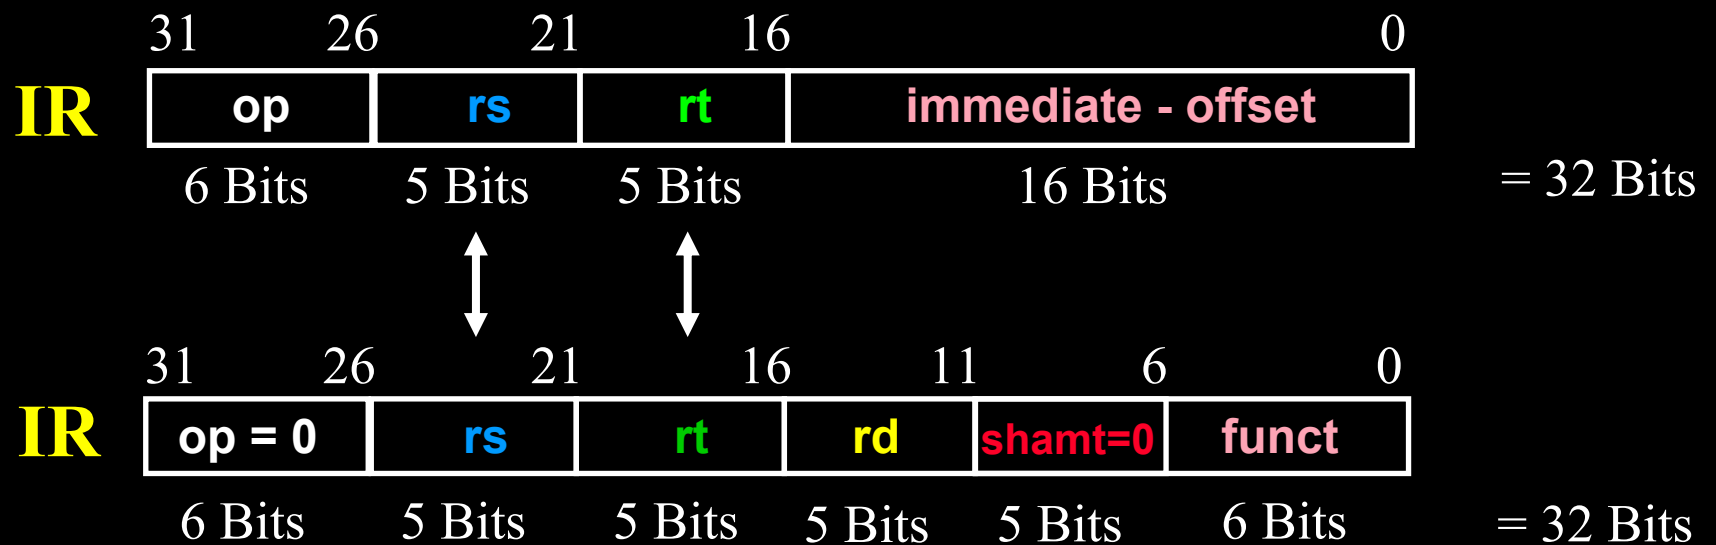 31 26 21 16 0
IR op rs rt immediate - offset
6 Bits 5 Bits 5 Bits 16 Bits = 32 Bits
31 26 21 16 11 6 0
IR op = 0 rs rt rd shamt=0 funct
6 Bits 5 Bits 5 Bits 5 Bits 5 Bits 6 Bits = 32 Bits